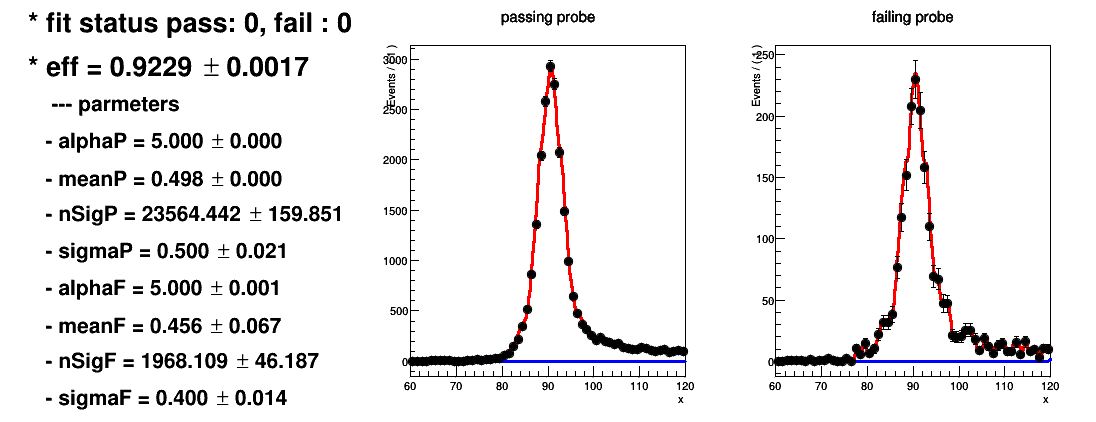 * fit status pass: 0, fail : 0
* eff = 0.9229 ± 0.0017
--- parmeters
- alphaP = 5.000 ± 0.000
- meanP = 0.498 ± 0.000
- nSigP = 23564.442 ± 159.851
- sigmaP = 0.500 ± 0.021
- alphaF = 5.000 ± 0.001
- meanF = 0.456 ± 0.067
- nSigF = 1968.109 ± 46.187
- sigmaF = 0.400 ± 0.014
passing probe
Events / ( 1 )
3000
2500
2000
1500
1000
500
0
60 70 80 90 100 110 120
x
failing probe
Events / ( 1 )
250
200
150
100
50
0
60 70 80 90 100 110 120
x